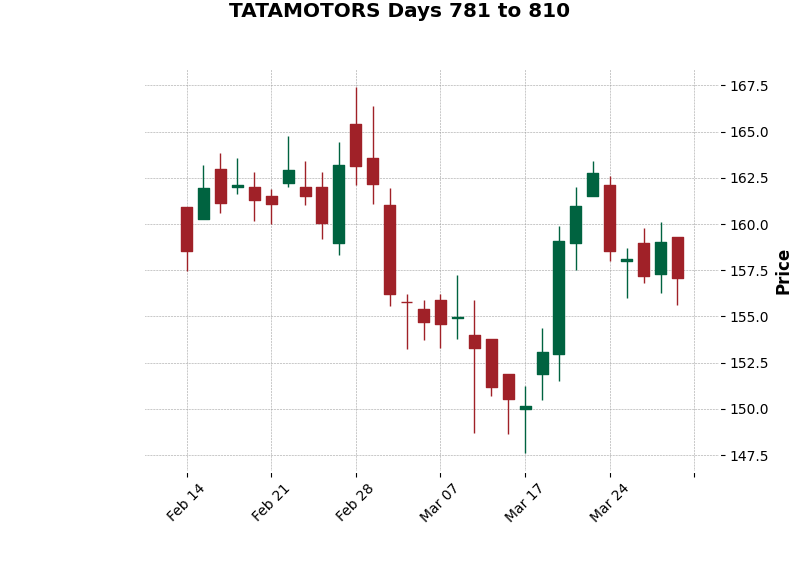 TATAMOTORS Days 781 to 810
167.5
165.0
162.5
160.0
157.5
155.0
152.5
150.0
147.5
Price
Feb 14
Feb 21
Feb 28
Mar 07
Mar 17
Mar 24